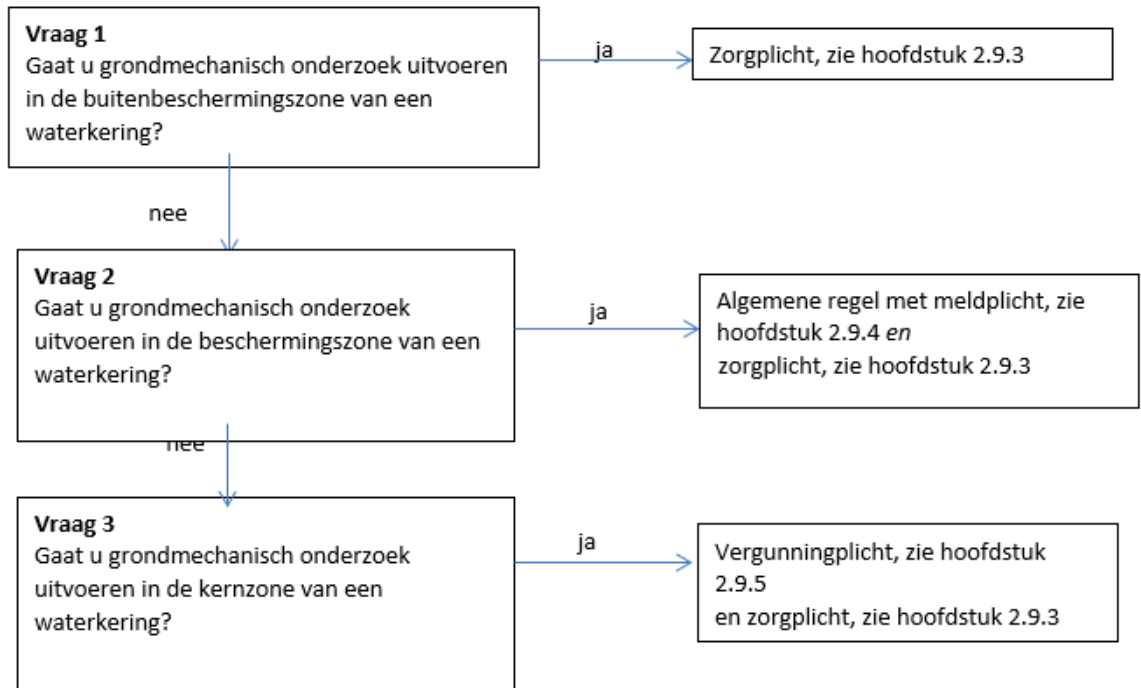 Vraag 1
Gaat u grondmechanisch onderzoek uitvoeren
in de buitenbeschermingszone van een
waterkering?
ja
Zorgplicht, zie hoofdstuk 2.9.3
nee
Vraag 2
Gaat u grondmechanisch onderzoek
uitvoeren in de beschermingszone van een
waterkering?
ja
Algemene regel met meldplicht, zie
hoofdstuk 2.9.4 en
zorgplicht, zie hoofdstuk 2.9.3
nee
Vraag 3
Gaat u grondmechanisch onderzoek
uitvoeren in de kernzone van een
waterkering?
ja
Vergunningplicht, zie hoofdstuk
2.9.5
en zorgplicht, zie hoofdstuk 2.9.3